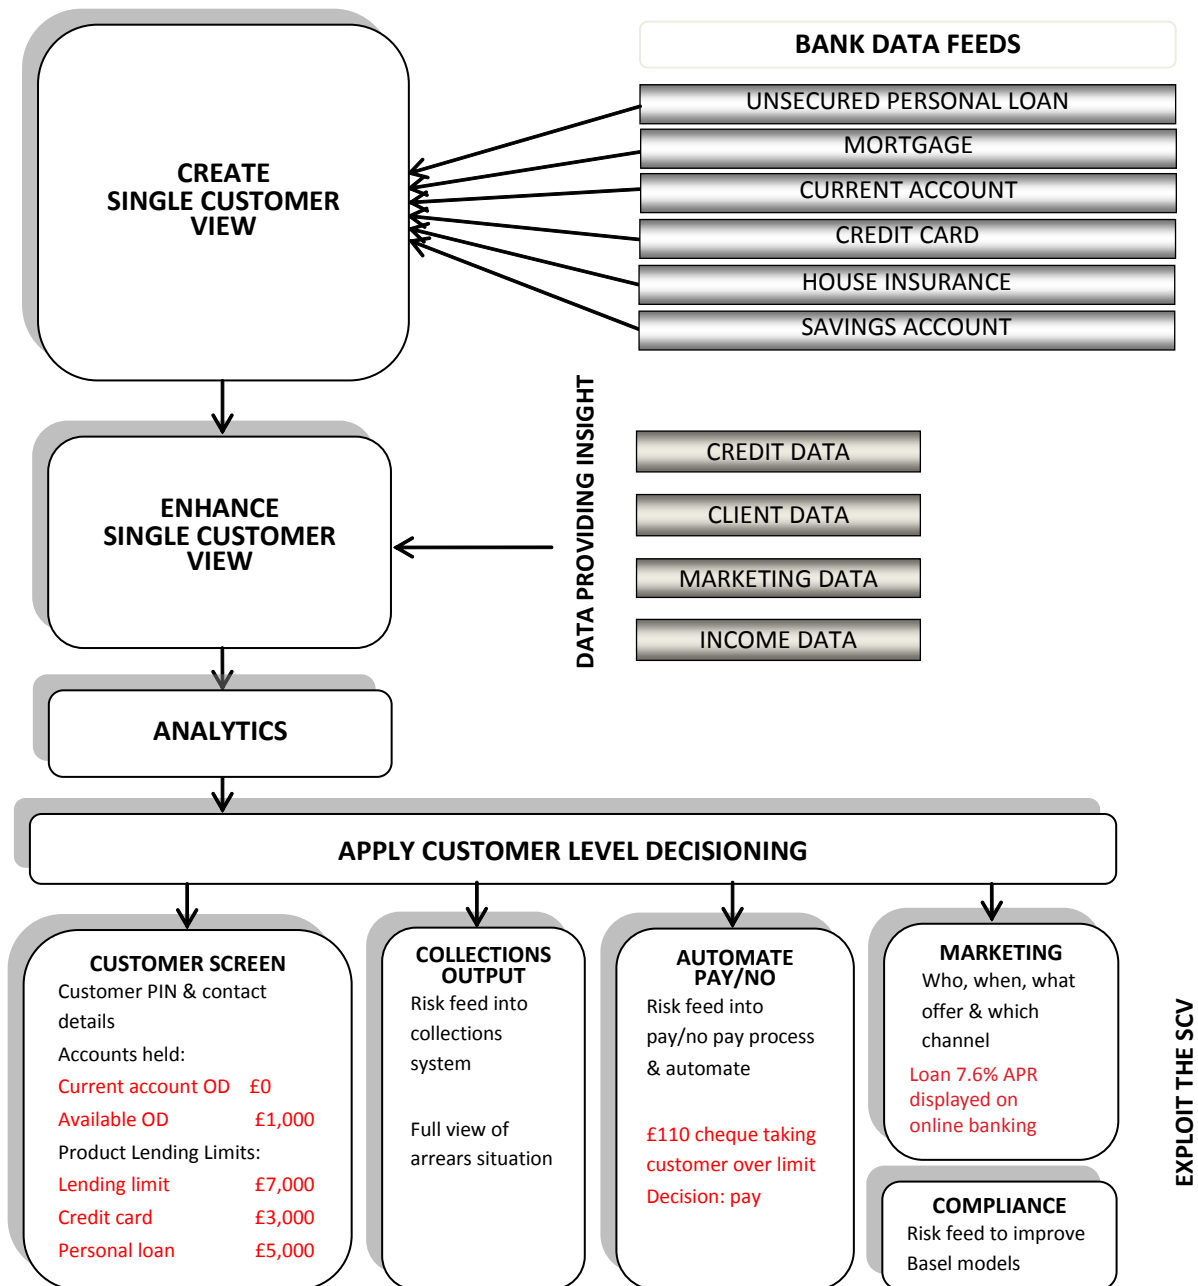 BANK DATA FEEDS
UNSECURED PERSONAL LOAN
MORTGAGE
CURRENT ACCOUNT
CREDIT CARD
HOUSE INSURANCE
SAVINGS ACCOUNT
CREATE
SINGLE CUSTOMER
VIEW
ENHANCE
SINGLE CUSTOMER
VIEW
DATA PROVIDING INSIGHT
CREDIT DATA
CLIENT DATA
MARKETING DATA
INCOME DATA
ANALYTICS
APPLY CUSTOMER LEVEL DECISIONING
CUSTOMER SCREEN
Customer PIN & contact
details
Accounts held:
Current account OD £0
Available OD £1,000
Product Lending Limits:
Lending limit £7,000
Credit card £3,000
Personal loan £5,000
COLLECTIONS
OUTPUT
Risk feed into
collections
system
Full view of
arrears situation
AUTOMATE
PAY/NO
Risk feed into
pay/no pay process
& automate
£110 cheque taking
customer over limit
Decision: pay
MARKETING
Who, when, what
offer & which
channel
Loan 7.6% APR
displayed on
online banking
COMPLIANCE
Risk feed to improve
Basel models
EXPLOIT THE SCV